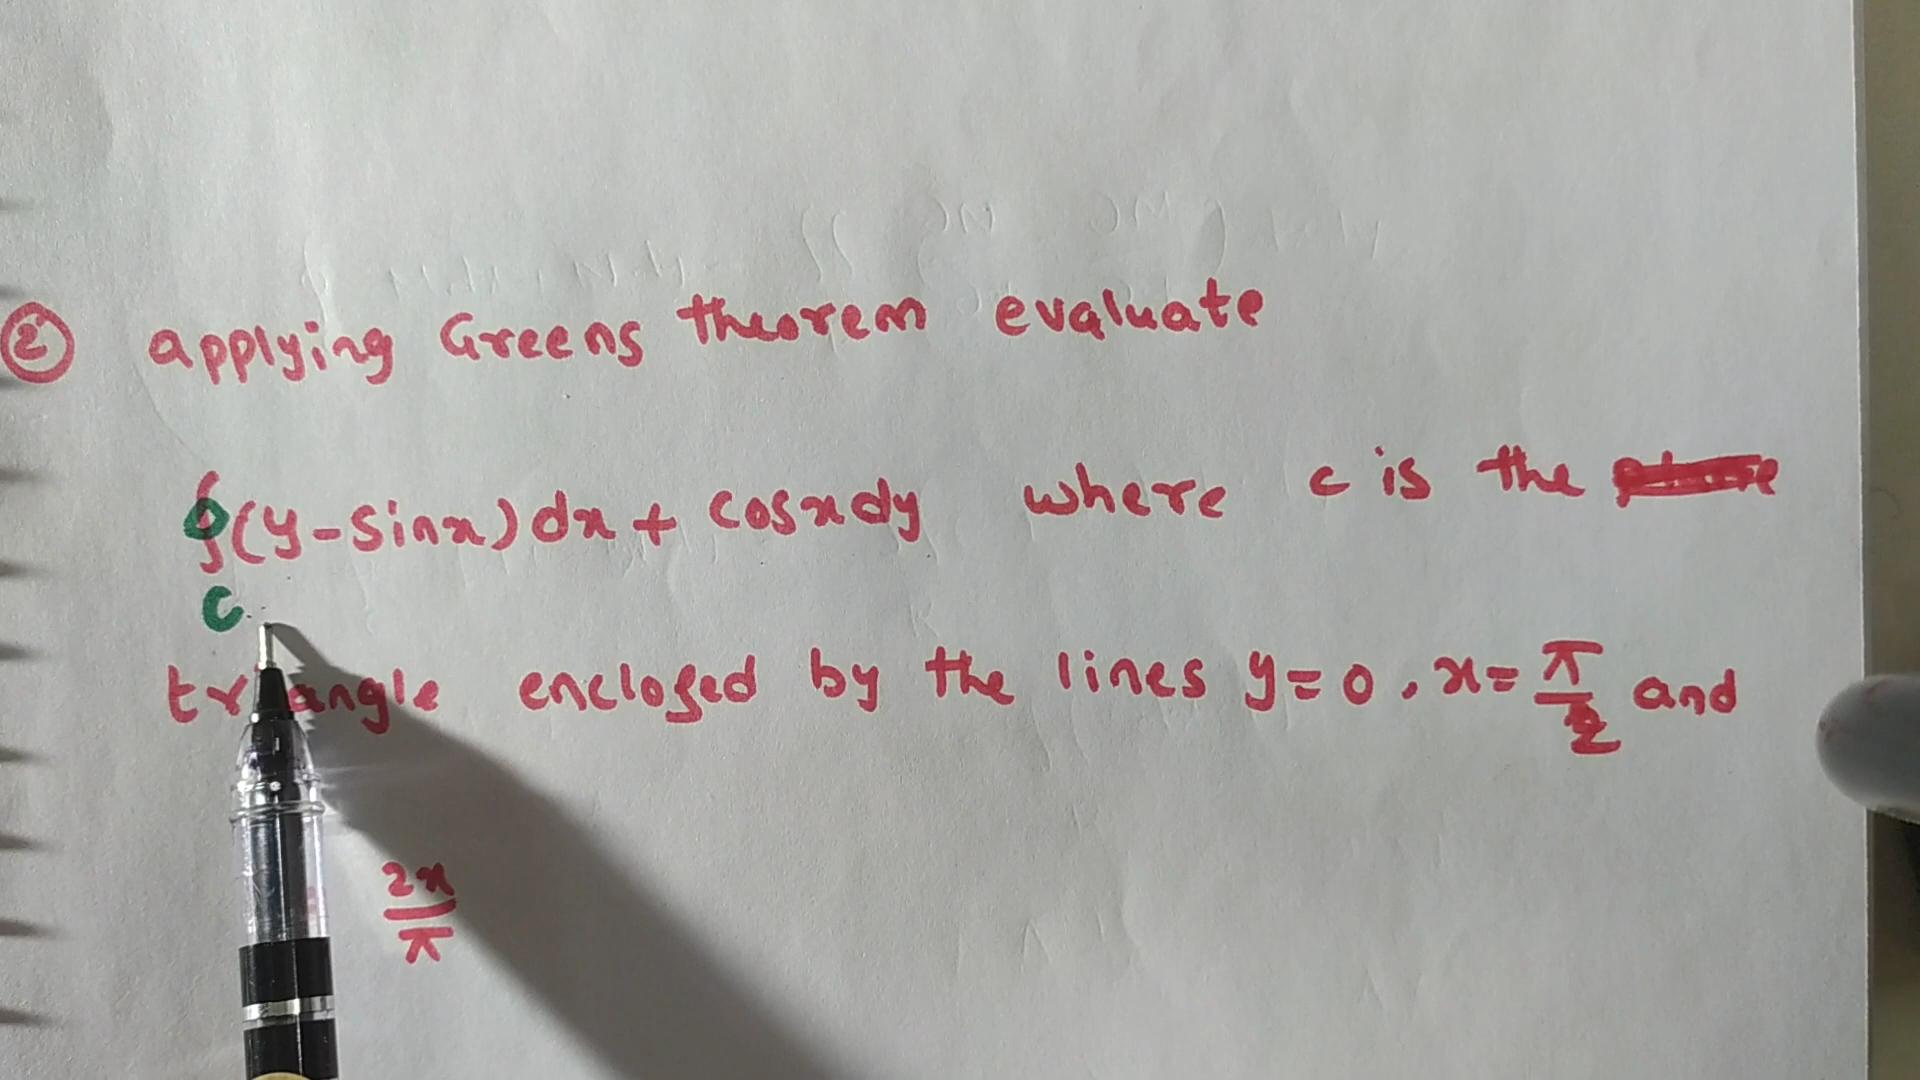 ② applying Greens theorem evaluate
∮(y-sinx)dx + cosxdy where c is the
c
enclosed by the lines y=0, x=π/2 and
2x/π